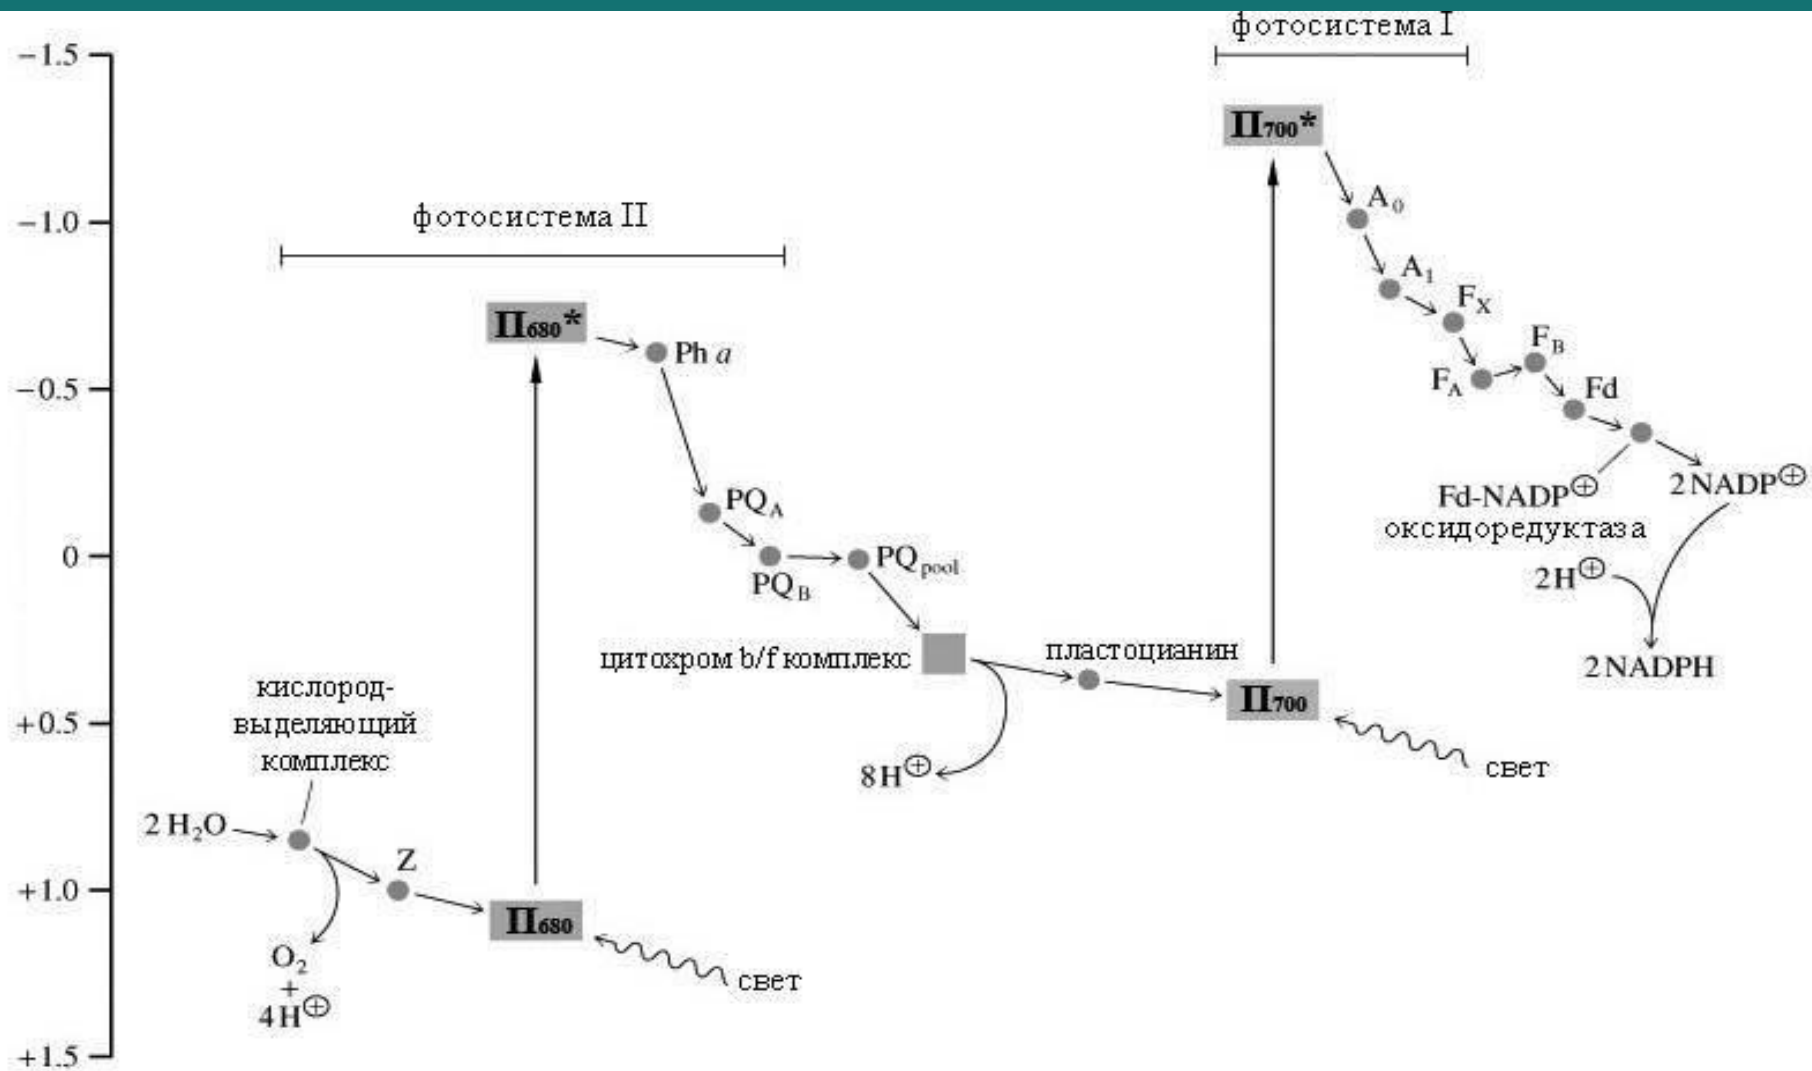 фотосистема I
−1.5
П700*
A0
−1.0
фотосистема II
A1
FX
П680*
FB
Ph a
−0.5
FA
Fd
Fd-NADP⊕
оксидоредуктаза
2NADP⊕
PQA
0
PQB
PQpool
2H⊕
2NADPH
цитохром b/f комплекс
пластоцианин
кислород-
выделяющий
комплекс
П700
+0.5
8H⊕
свет
2 H2O
Z
+1.0
П680
O2
+
4H⊕
свет
+1.5